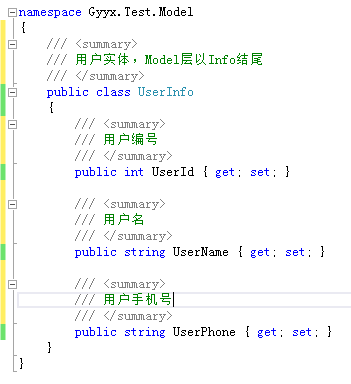 namespace Gyyx.Test.Model
{
/// <summary>
/// 用户实体，Model层以Info结尾
/// </summary>
public class UserInfo
{
/// <summary>
/// 用户编号
/// </summary>
public int UserId { get; set; }
/// <summary>
/// 用户名
/// </summary>
public string UserName { get; set; }
/// <summary>
/// 用户手机号
/// </summary>
public string UserPhone { get; set; }
}
}